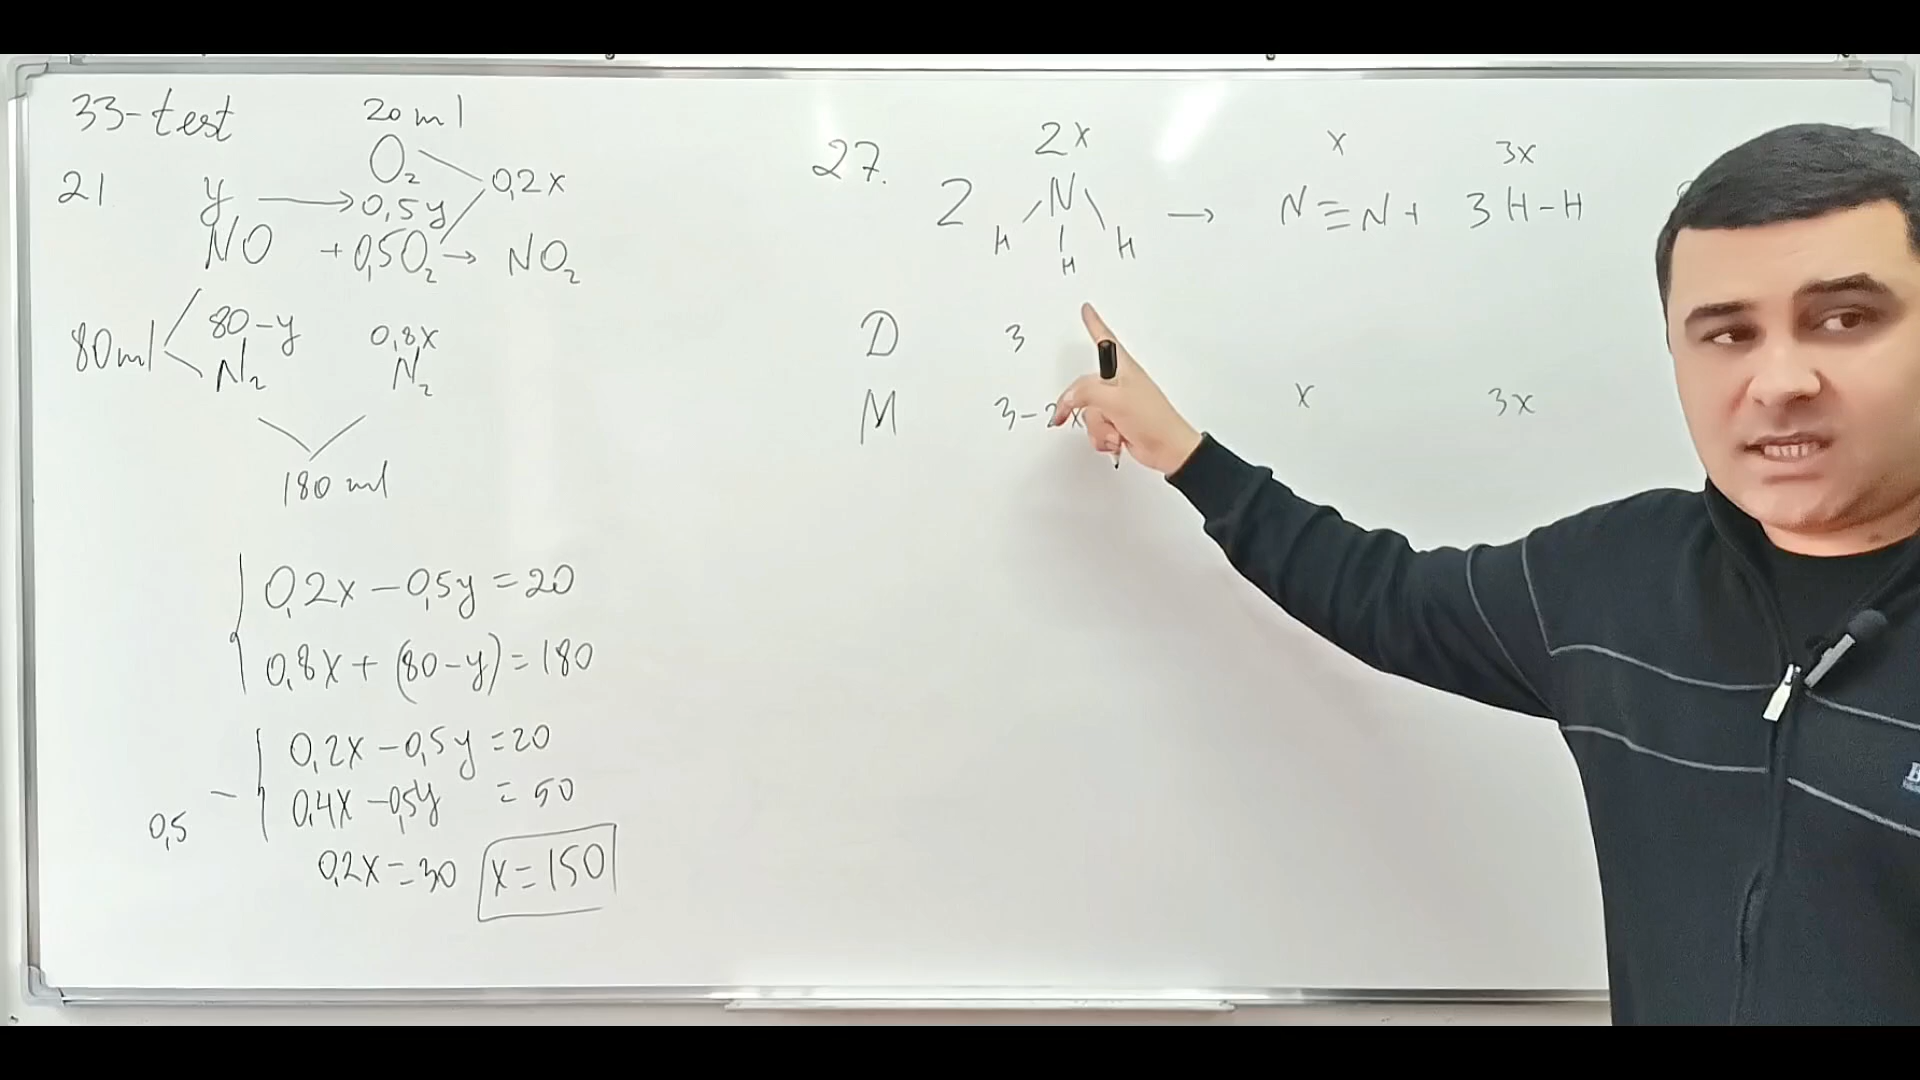 33-test
21
20 ml
O₂
0,2x
y → 0,5y
NO + 0,5O₂ → NO₂
80ml
80-y
N₂
0,8x
N₂
180 ml
0,2x - 0,5y = 20
0,8x + (80-y) = 180
0,2x - 0,5y = 20
0,5
- 0,4x - 0,5y = 50
0,2x = 30
x = 150
27.
2x x 3x
2 N → N≡N + 3 H-H
H H H
D 3
M 3-2x x 3x